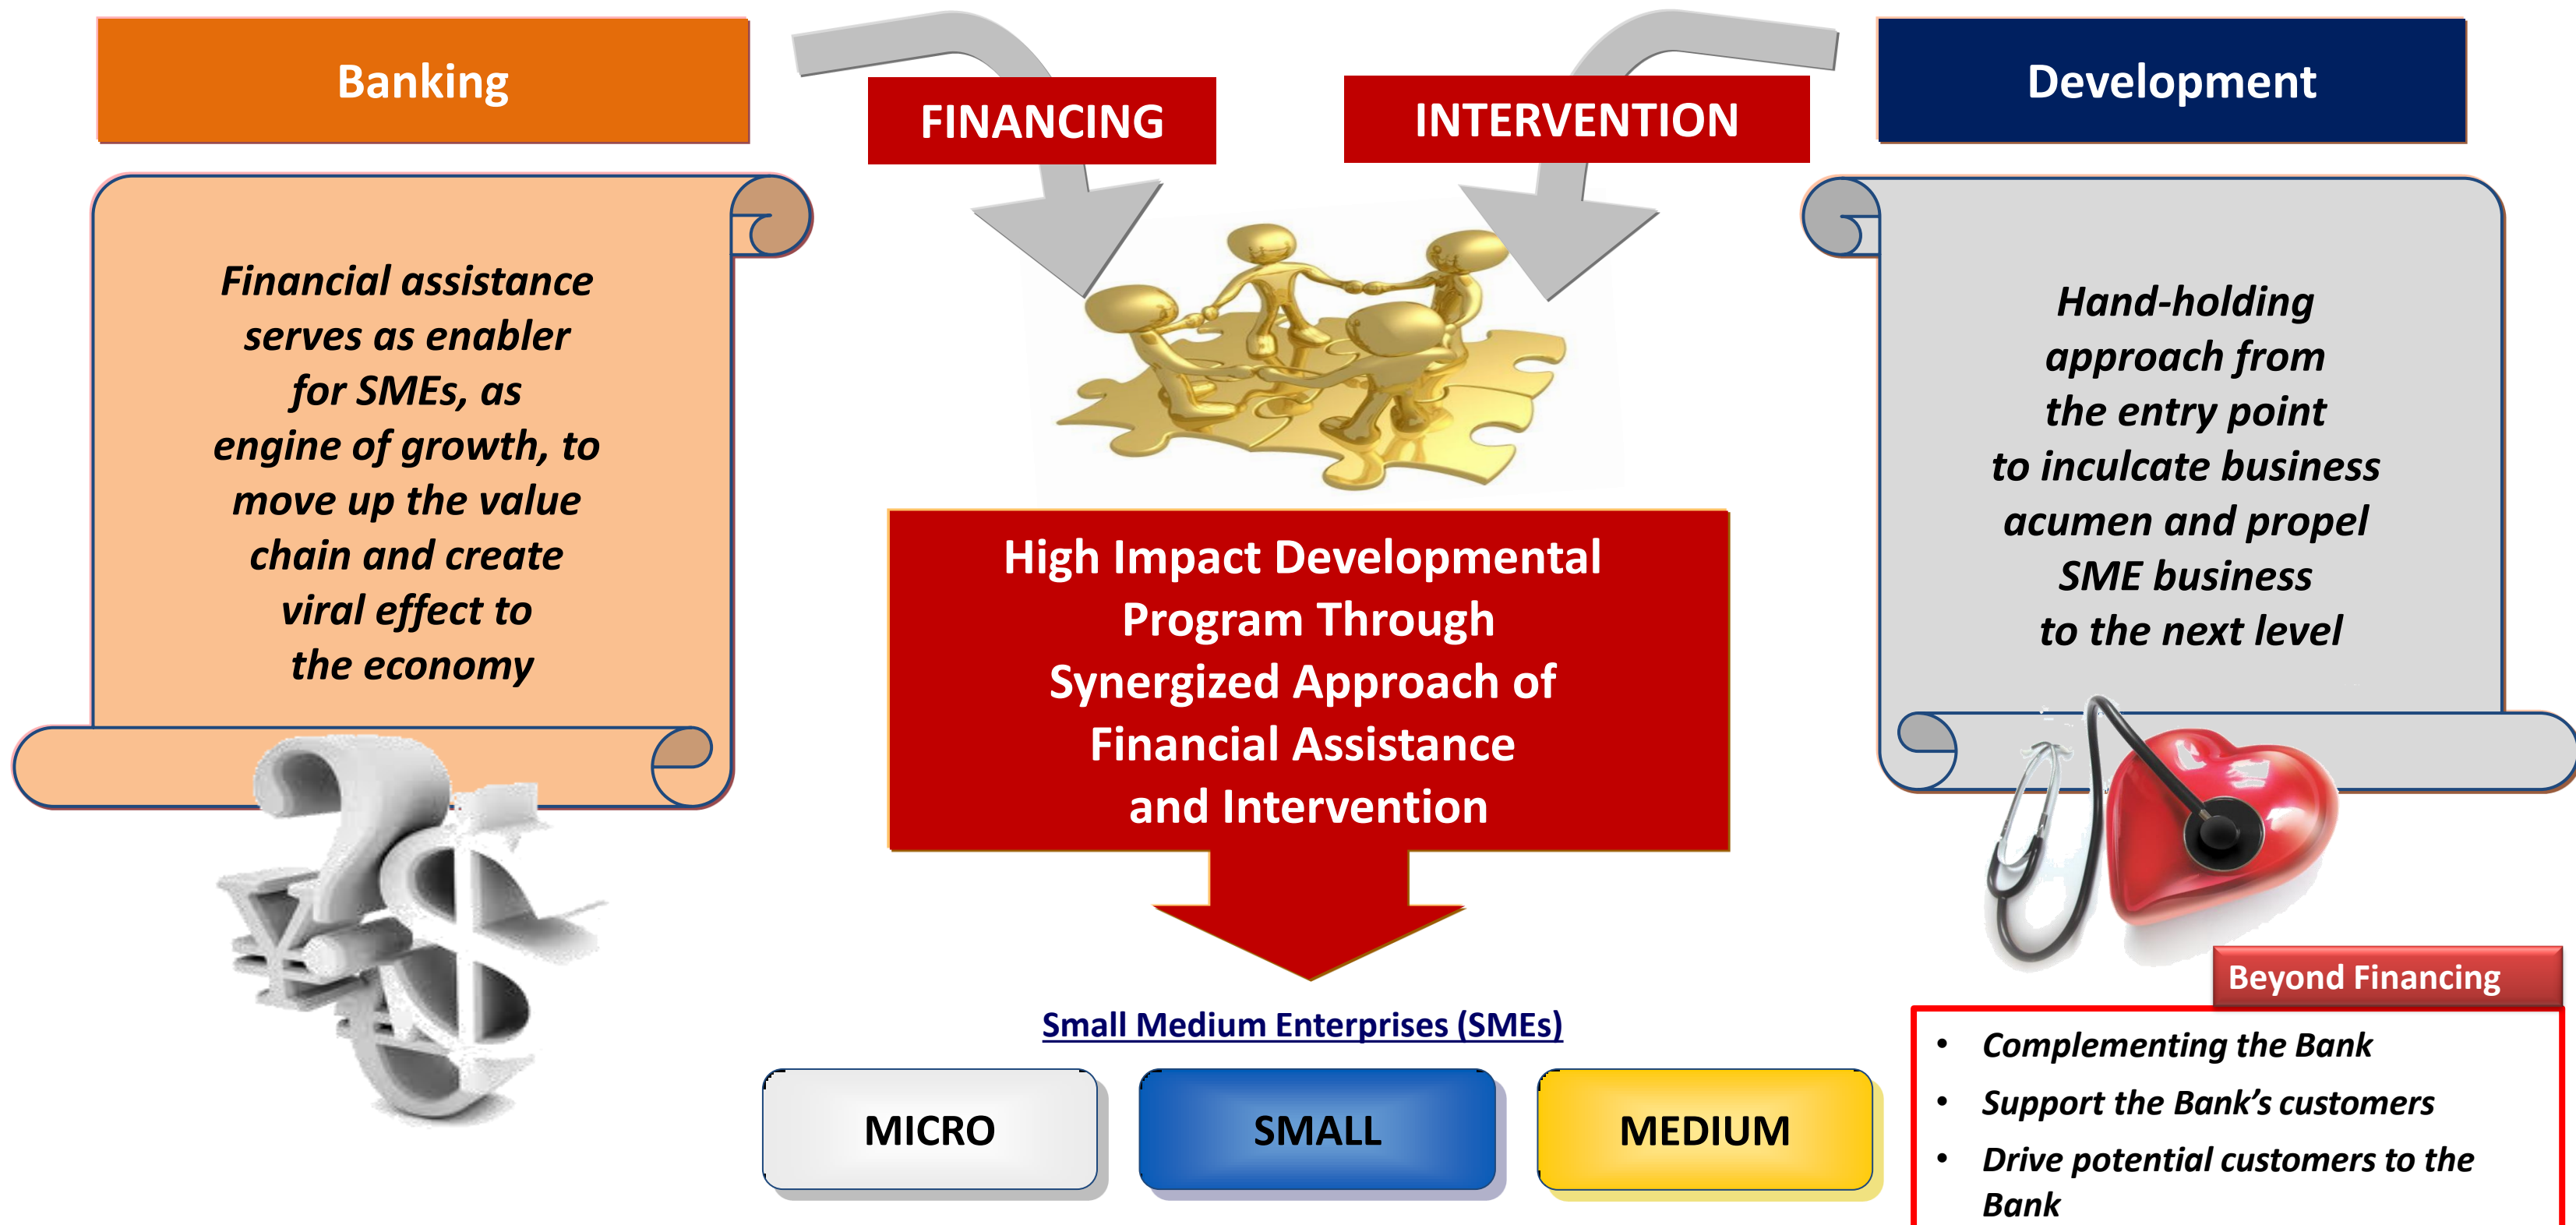 Banking
Financial assistance
serves as enabler
for SMEs, as
engine of growth, to
move up the value
chain and create
viral effect to
the economy
FINANCING
INTERVENTION
High Impact Developmental
Program Through
Synergized Approach of
Financial Assistance
and Intervention
Small Medium Enterprises (SMEs)
MICRO
SMALL
MEDIUM
Development
Hand-holding
approach from
the entry point
to inculcate business
acumen and propel
SME business
to the next level
Beyond Financing
• Complementing the Bank
• Support the Bank’s customers
• Drive potential customers to the
Bank